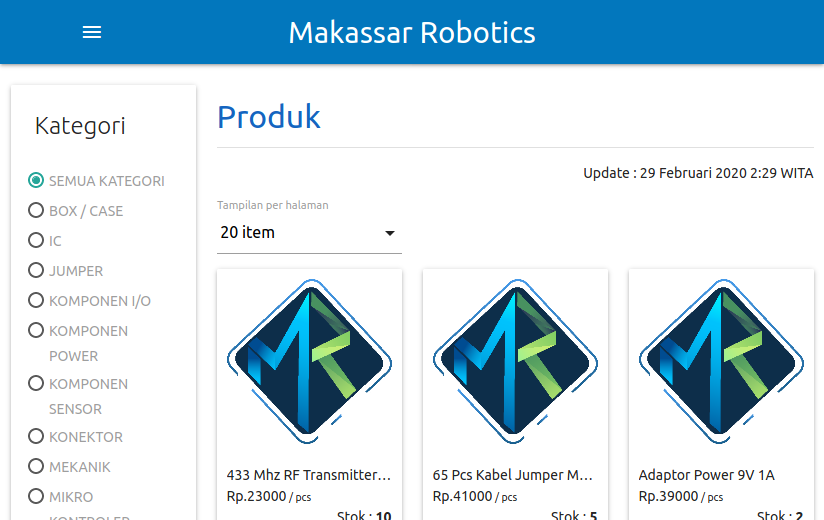 Makassar Robotics
Kategori
SEMUA KATEGORI
BOX / CASE
IC
JUMPER
KOMPONEN I/O
KOMPONEN
POWER
KOMPONEN
SENSOR
KONEKTOR
MEKANIK
MIKRO
KONTROLER
Produk
Update : 29 Februari 2020 2:29 WITA
Tampilan per halaman
20 item
433 Mhz RF Transmitter...
Rp.23000 / pcs
Stok : 10
65 Pcs Kabel Jumper M...
Rp.41000 / pcs
Stok : 5
Adaptor Power 9V 1A
Rp.39000 / pcs
Stok : 2